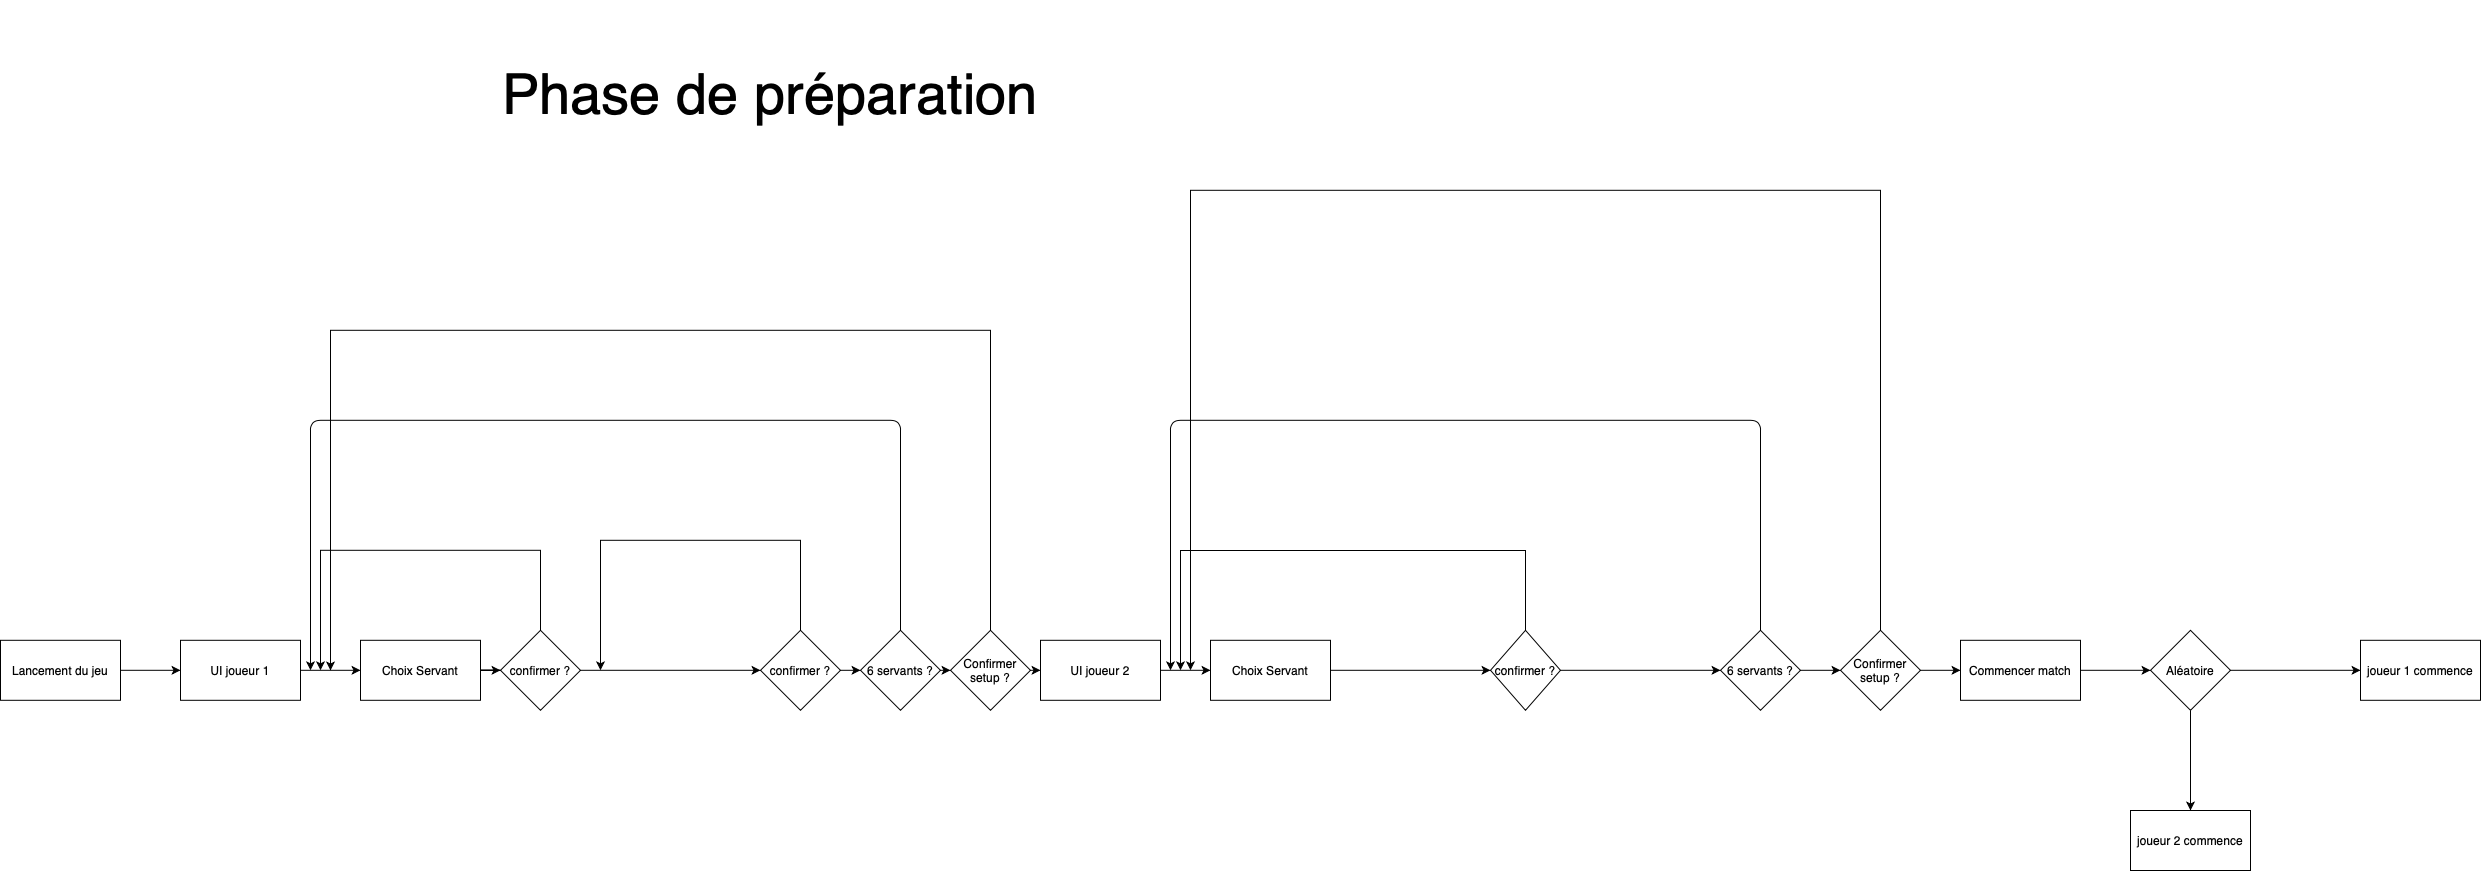 Phase de préparation
Lancement du jeu
UI joueur 1
Choix Servant
confirmer ?
confirmer ?
6 servants ?
Confirmer
setup ?
UI joueur 2
Choix Servant
confirmer ?
6 servants ?
Confirmer
setup ?
Commencer match
Aléatoire
joueur 1 commence
joueur 2 commence